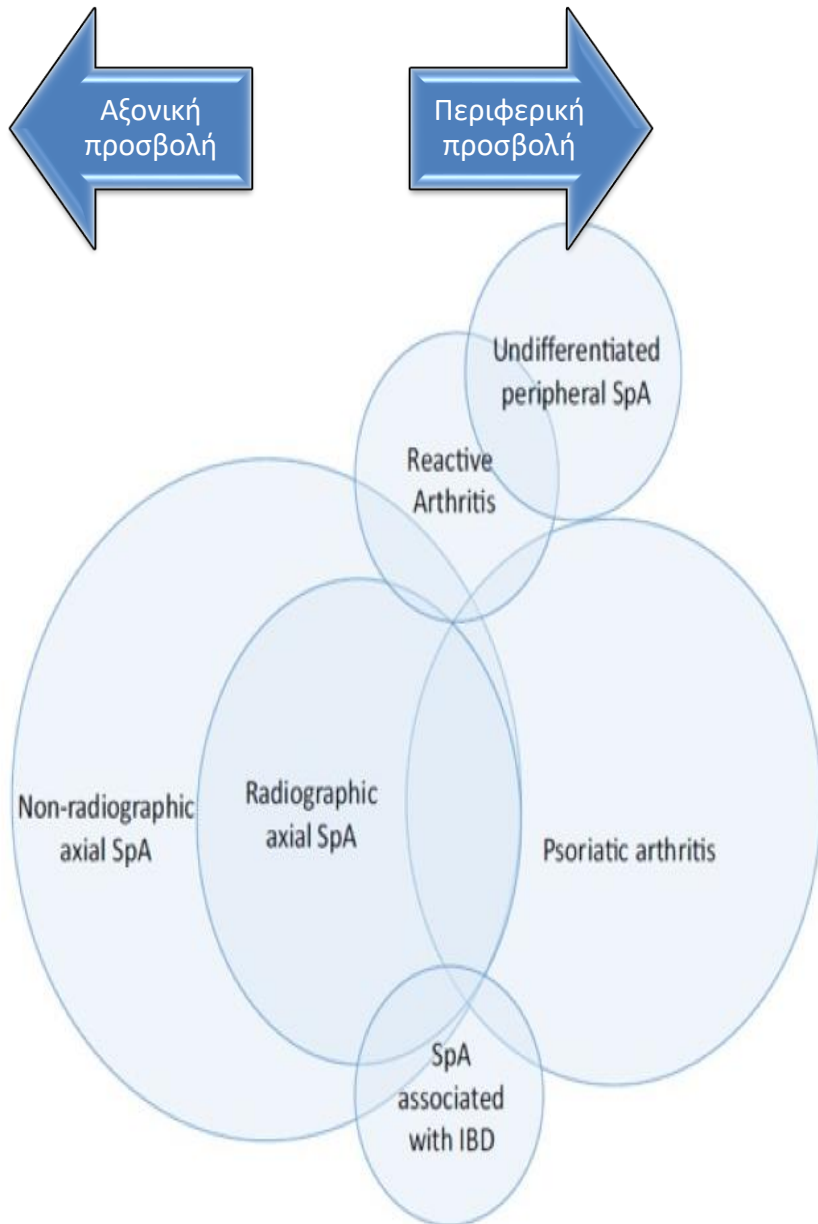 Αξονική
προσβολή
Περιφερική
προσβολή
Undifferentiated
peripheral SpA
Reactive
Arthritis
Non-radiographic
axial SpA
Radiographic
axial SpA
Psoriatic arthritis
SpA
associated
with IBD